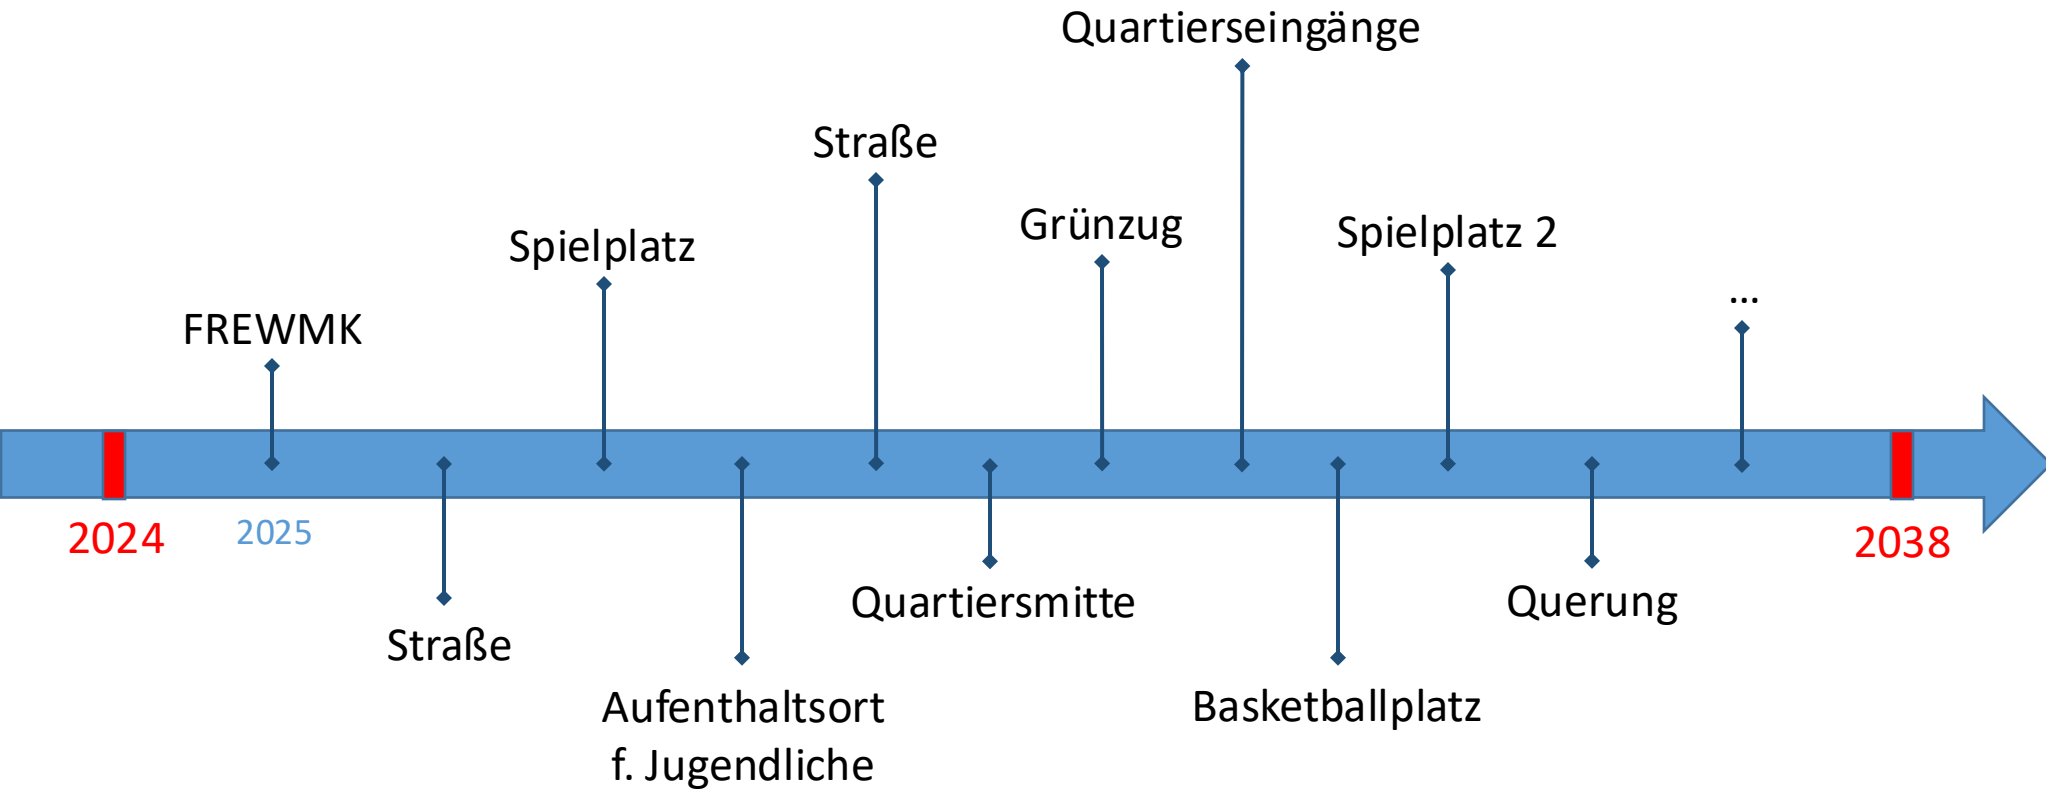 Quartierseingänge
Straße
Grünzug
Spielplatz 2
Spielplatz
...
FREWMK
2024
2025
2038
Quartiersmitte
Querung
Straße
Aufenthaltsort
f. Jugendliche
Basketballplatz